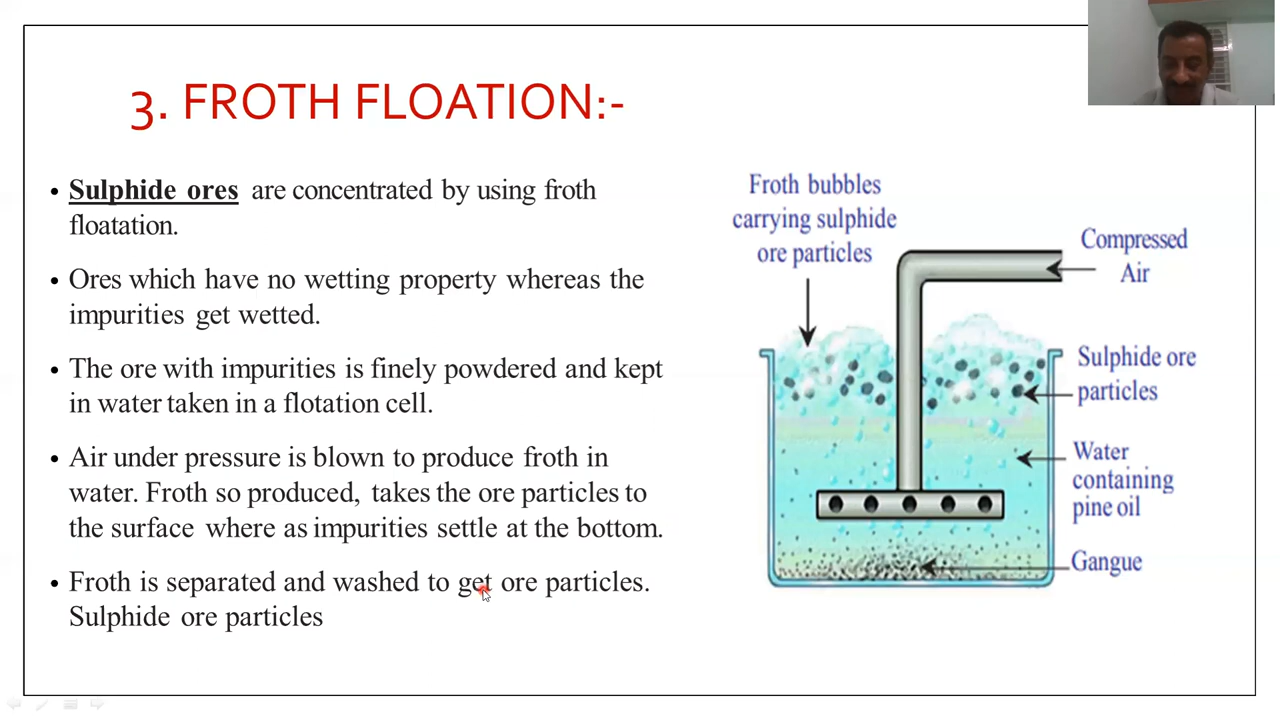 3. FROTH FLOATION:-
• Sulphide ores are concentrated by using froth
floatation.
• Ores which have no wetting property whereas the
impurities get wetted.
• The ore with impurities is finely powdered and kept
in water taken in a flotation cell.
• Air under pressure is blown to produce froth in
water. Froth so produced, takes the ore particles to
the surface where as impurities settle at the bottom.
• Froth is separated and washed to get ore particles.
Sulphide ore particles
Froth bubbles
carrying sulphide
ore particles
Compressed
Air
Sulphide ore
particles
Water
containing
pine oil
Gangue